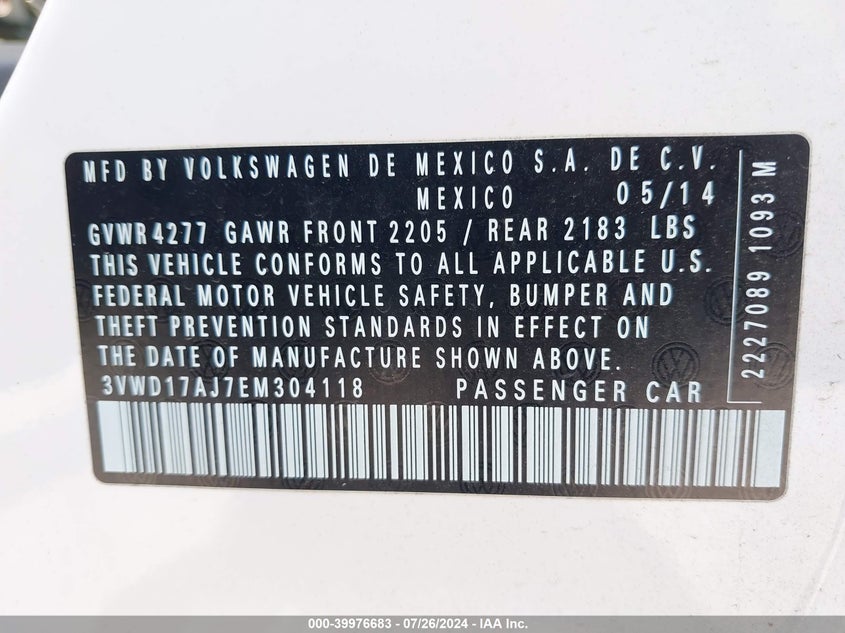 MFD BY VOLKSWAGEN DE MEXICO S.A. DE C.V.
MEXICO 05/14
GVWR 4277 GAWR FRONT 2205 / REAR 2183 LBS
THIS VEHICLE CONFORMS TO ALL APPLICABLE U.S.
FEDERAL MOTOR VEHICLE SAFETY, BUMPER AND
THEFT PREVENTION STANDARDS IN EFFECT ON
THE DATE OF MANUFACTURE SHOWN ABOVE.
3VWD17AJ7EM304118 PASSENGER CAR
2227089 1093 M
000-39976683 / 07/26/2024 - IAA Inc.